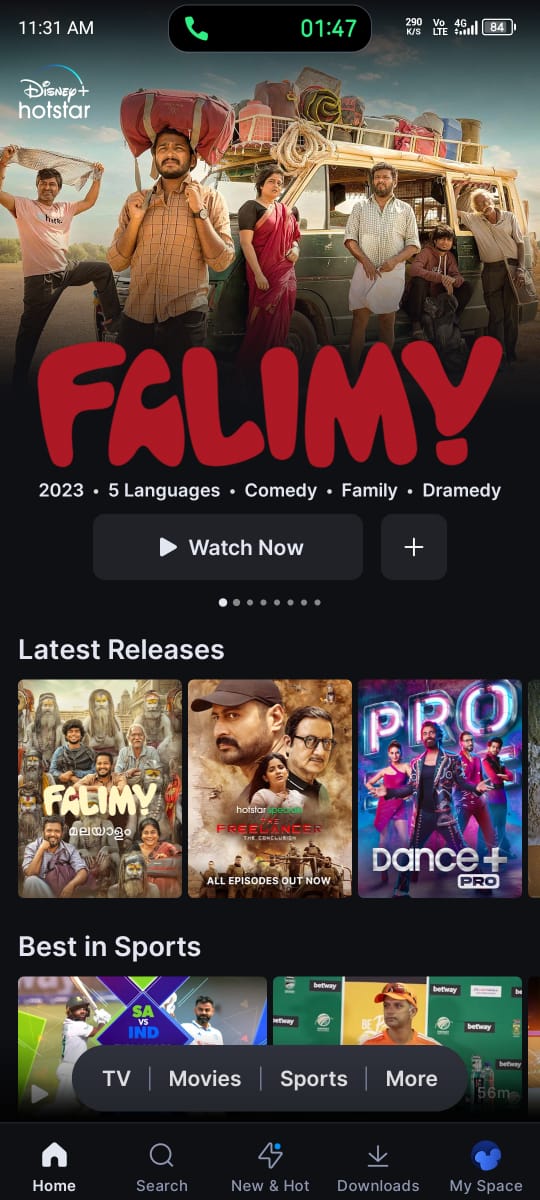 11:31 AM
01:47
290 K/S
Vo LTE
4G
84
Disney+
hotstar
FALIMY
2023 • 5 Languages • Comedy • Family • Dramedy
Watch Now
Latest Releases
FALIMY
മലയാളം
hotstar specials
THE FREELANCER
THE CONCLUSION
ALL EPISODES OUT NOW
PRO
Dance+
PRO
Best in Sports
SA
VS
IND
betway
betway
betway
betway
TV | Movies | Sports | More
56m
Home
Search
New & Hot
Downloads
My Space